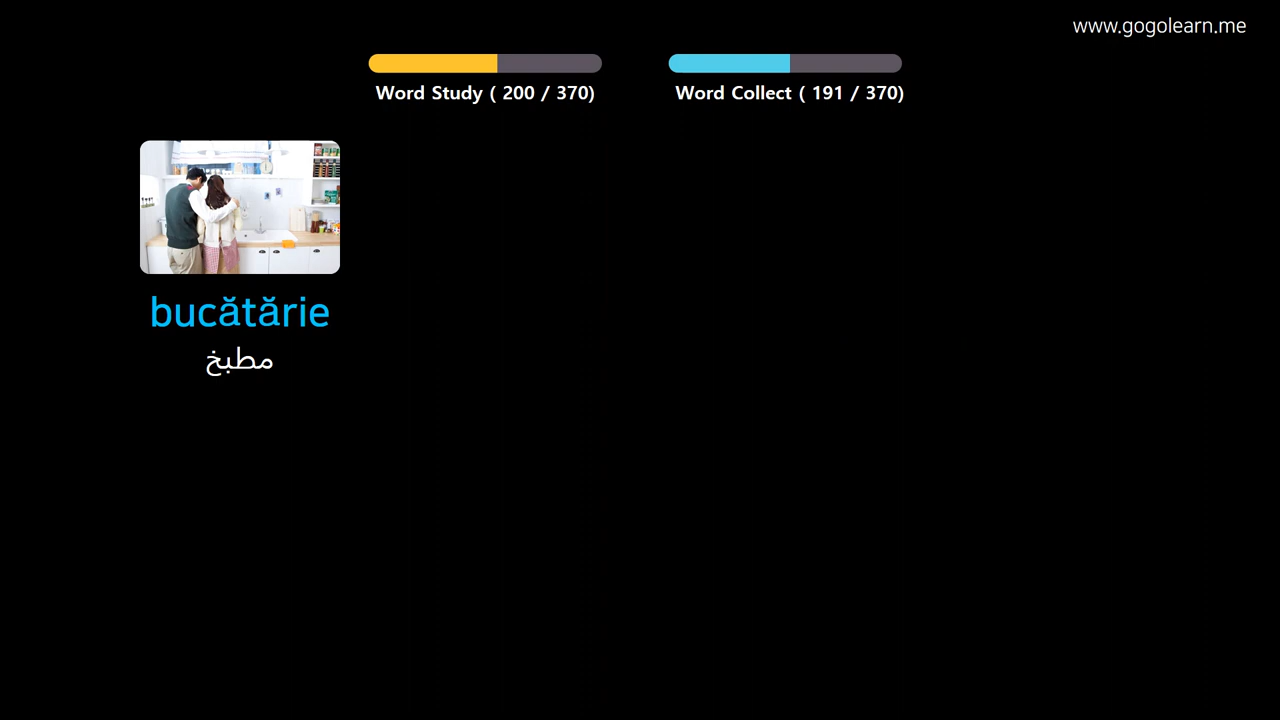 www.gogolearn.me
Word Study ( 200 / 370)
Word Collect ( 191 / 370)
bucătărie
مطبخ